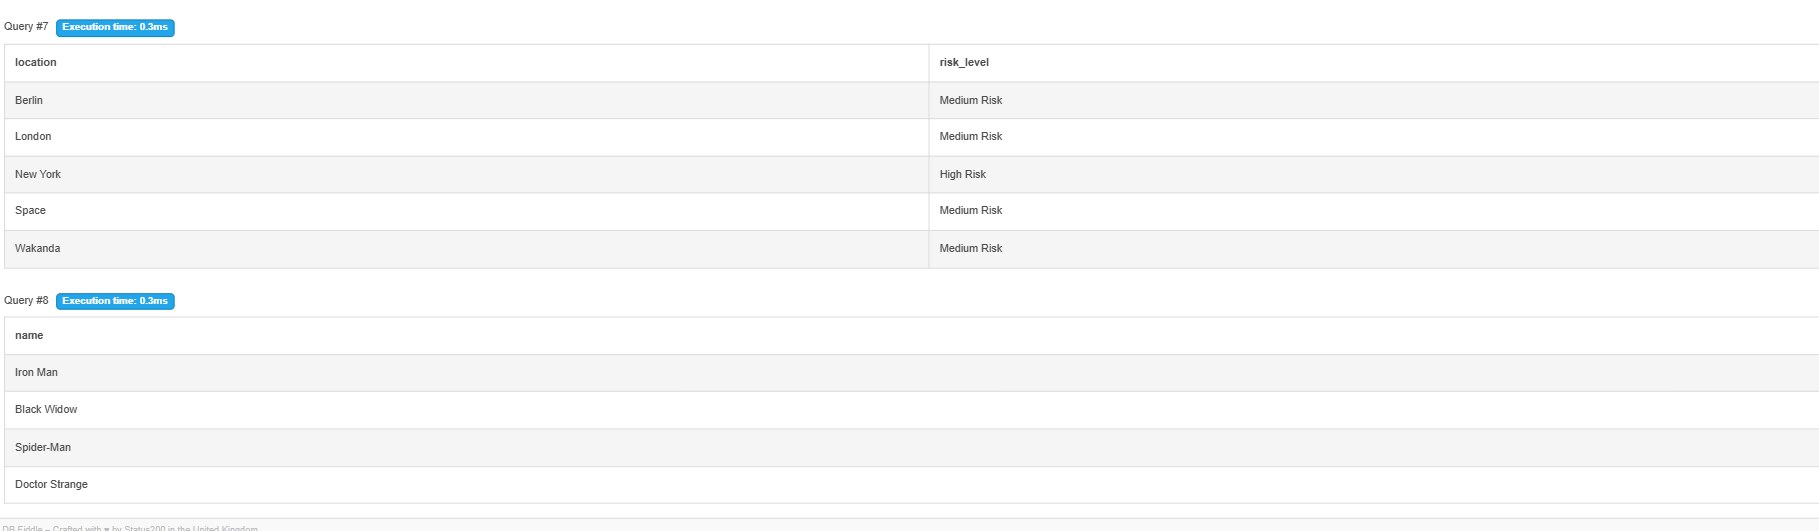 Query #7 Execution time: 0.3ms
location risk_level
Berlin Medium Risk
London Medium Risk
New York High Risk
Space Medium Risk
Wakanda Medium Risk
Query #8 Execution time: 0.3ms
name
Iron Man
Black Widow
Spider-Man
Doctor Strange
DB Fiddle – Crafted with ♥ by Status200 in the United Kingdom